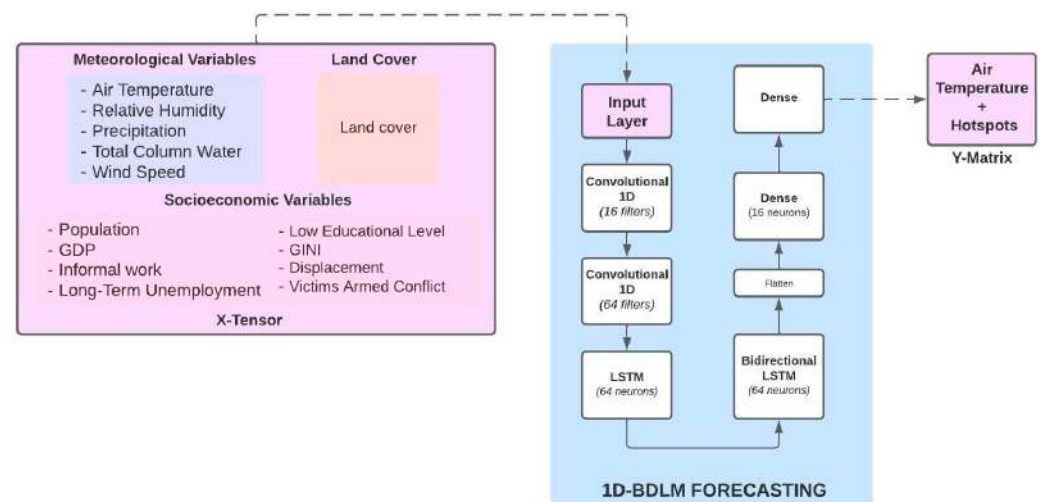 Meteorological Variables
- Air Temperature
- Relative Humidity
- Precipitation
- Total Column Water
- Wind Speed
Land Cover
Land cover
Socioeconomic Variables
- Population
- GDP
- Informal work
- Long-Term Unemployment
- Low Educational Level
- GINI
- Displacement
- Victims Armed Conflict
X-Tensor
Input
Layer
Convolutional
1D
(16 filters)
Convolutional
1D
(64 filters)
LSTM
(64 neurons)
Bidirectional
LSTM
(64 neurons)
Flatten
Dense
(16 neurons)
Dense
1D-BDLM FORECASTING
Air
Temperature
+
Hotspots
Y-Matrix